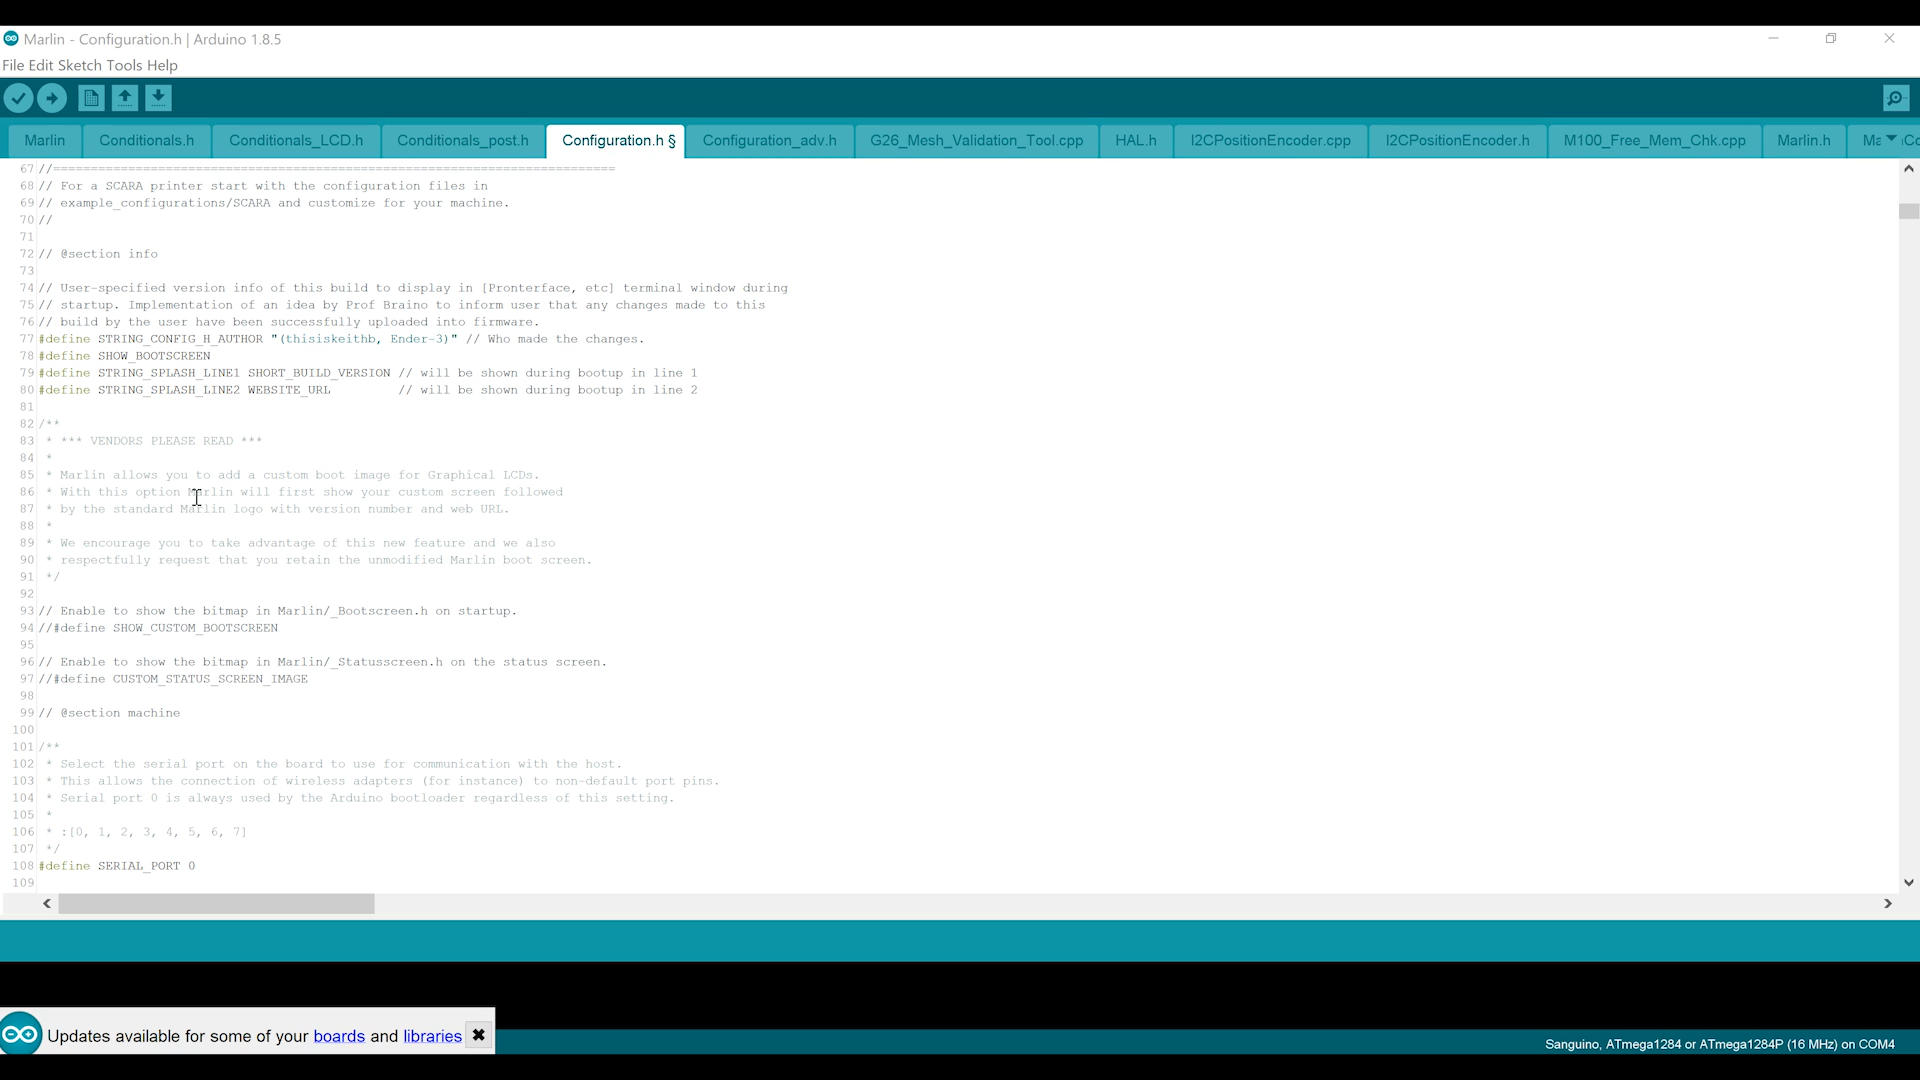 Marlin - Configuration.h | Arduino 1.8.5
File Edit Sketch Tools Help
Marlin Conditionals.h Conditionals_LCD.h Conditionals_post.h Configuration.h § Configuration_adv.h G26_Mesh_Validation_Tool.cpp HAL.h I2CPositionEncoder.cpp I2CPositionEncoder.h M100_Free_Mem_Chk.cpp Marlin.h Ma
67 //===========================================================================
68 // For a SCARA printer start with the configuration files in
69 // example_configurations/SCARA and customize for your machine.
70 //
71
72 // @section info
73
74 // User-specified version info of this build to display in [Pronterface, etc] terminal window during
75 // startup. Implementation of an idea by Prof Braino to inform user that any changes made to this
76 // build by the user have been successfully uploaded into firmware.
77 #define STRING_CONFIG_H_AUTHOR "(thisiskeithb, Ender-3)" // Who made the changes.
78 #define SHOW_BOOTSCREEN
79 #define STRING_SPLASH_LINE1 SHORT_BUILD_VERSION // will be shown during bootup in line 1
80 #define STRING_SPLASH_LINE2 WEBSITE_URL         // will be shown during bootup in line 2
81
82 /**
83 * *** VENDORS PLEASE READ ***
84 *
85 * Marlin allows you to add a custom boot image for Graphical LCDs.
86 * With this option Marlin will first show your custom screen followed
87 * by the standard Marlin logo with version number and web URL.
88 *
89 * We encourage you to take advantage of this new feature and we also
90 * respectfully request that you retain the unmodified Marlin boot screen.
91 */
92
93 // Enable to show the bitmap in Marlin/_Bootscreen.h on startup.
94 //#define SHOW_CUSTOM_BOOTSCREEN
95
96 // Enable to show the bitmap in Marlin/_Statusscreen.h on the status screen.
97 //#define CUSTOM_STATUS_SCREEN_IMAGE
98
99 // @section machine
100
101 /**
102 * Select the serial port on the board to use for communication with the host.
103 * This allows the connection of wireless adapters (for instance) to non-default port pins.
104 * Serial port 0 is always used by the Arduino bootloader regardless of this setting.
105 *
106 * :[0, 1, 2, 3, 4, 5, 6, 7]
107 */
108 #define SERIAL_PORT 0
109
Updates available for some of your boards and libraries
Sanguino, ATmega1284 or ATmega1284P (16 MHz) on COM4